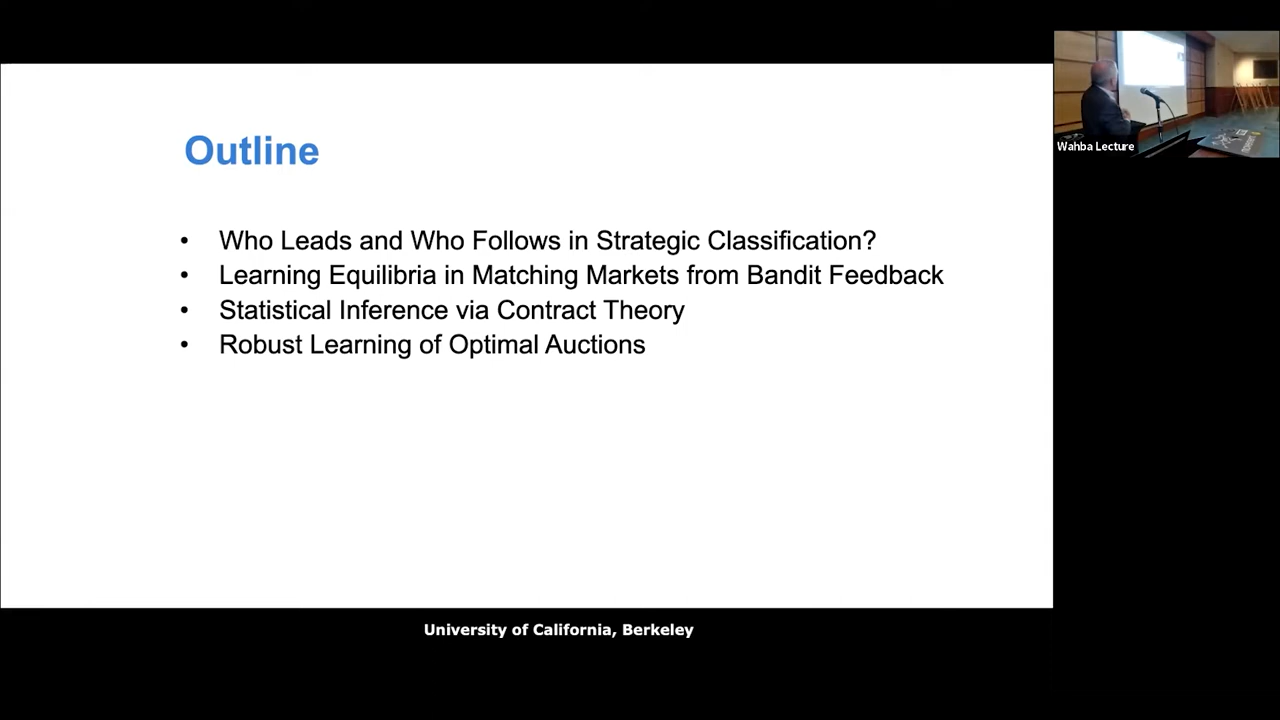 Outline
• Who Leads and Who Follows in Strategic Classification?
• Learning Equilibria in Matching Markets from Bandit Feedback
• Statistical Inference via Contract Theory
• Robust Learning of Optimal Auctions
Wahba Lecture
University of California, Berkeley